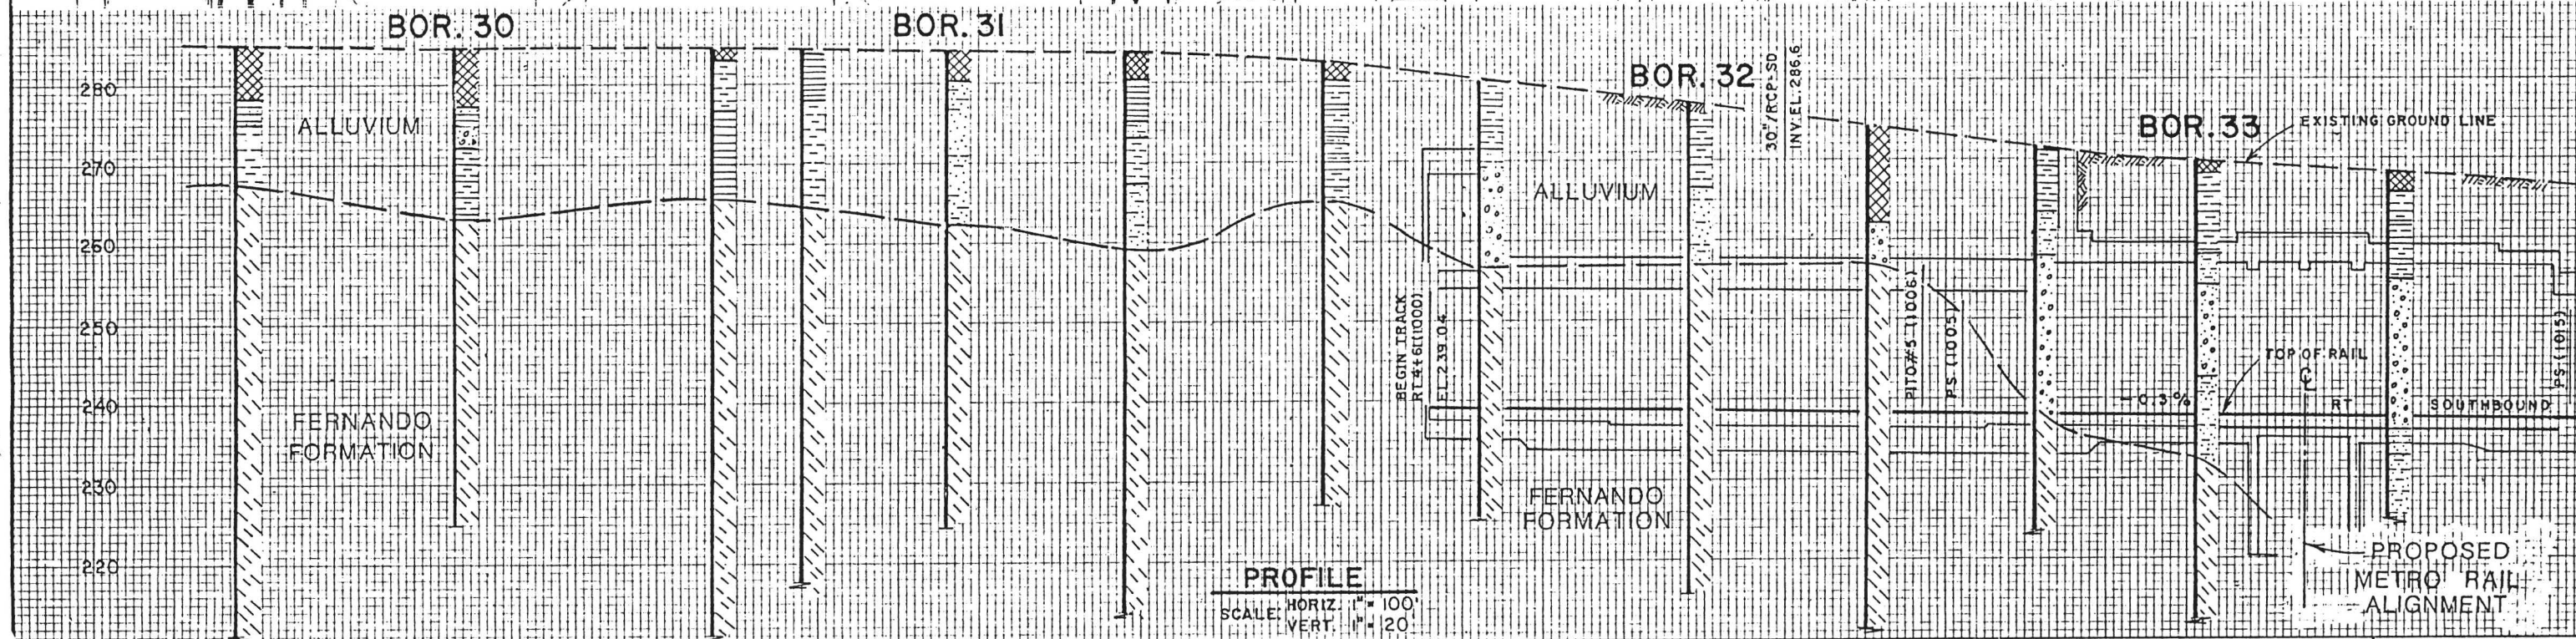 BOR. 30
BOR. 31
BOR. 32
BOR. 33
30"/RCP-SD
INV. EL. 286.6
EXISTING GROUND LINE
280
270
260
250
240
230
220
ALLUVIUM
ALLUVIUM
FERNANDO
FORMATION
FERNANDO
FORMATION
BEGIN TRACK
EL. 239.04
PITO#5 (1006)
PS (1005)
TOP OF RAIL
-0.3%
RT
SOUTHBOUND
PS (1015)
PROFILE
SCALE: HORIZ. 1" = 100'
VERT. 1" = 20'
PROPOSED
METRO RAIL
ALIGNMENT